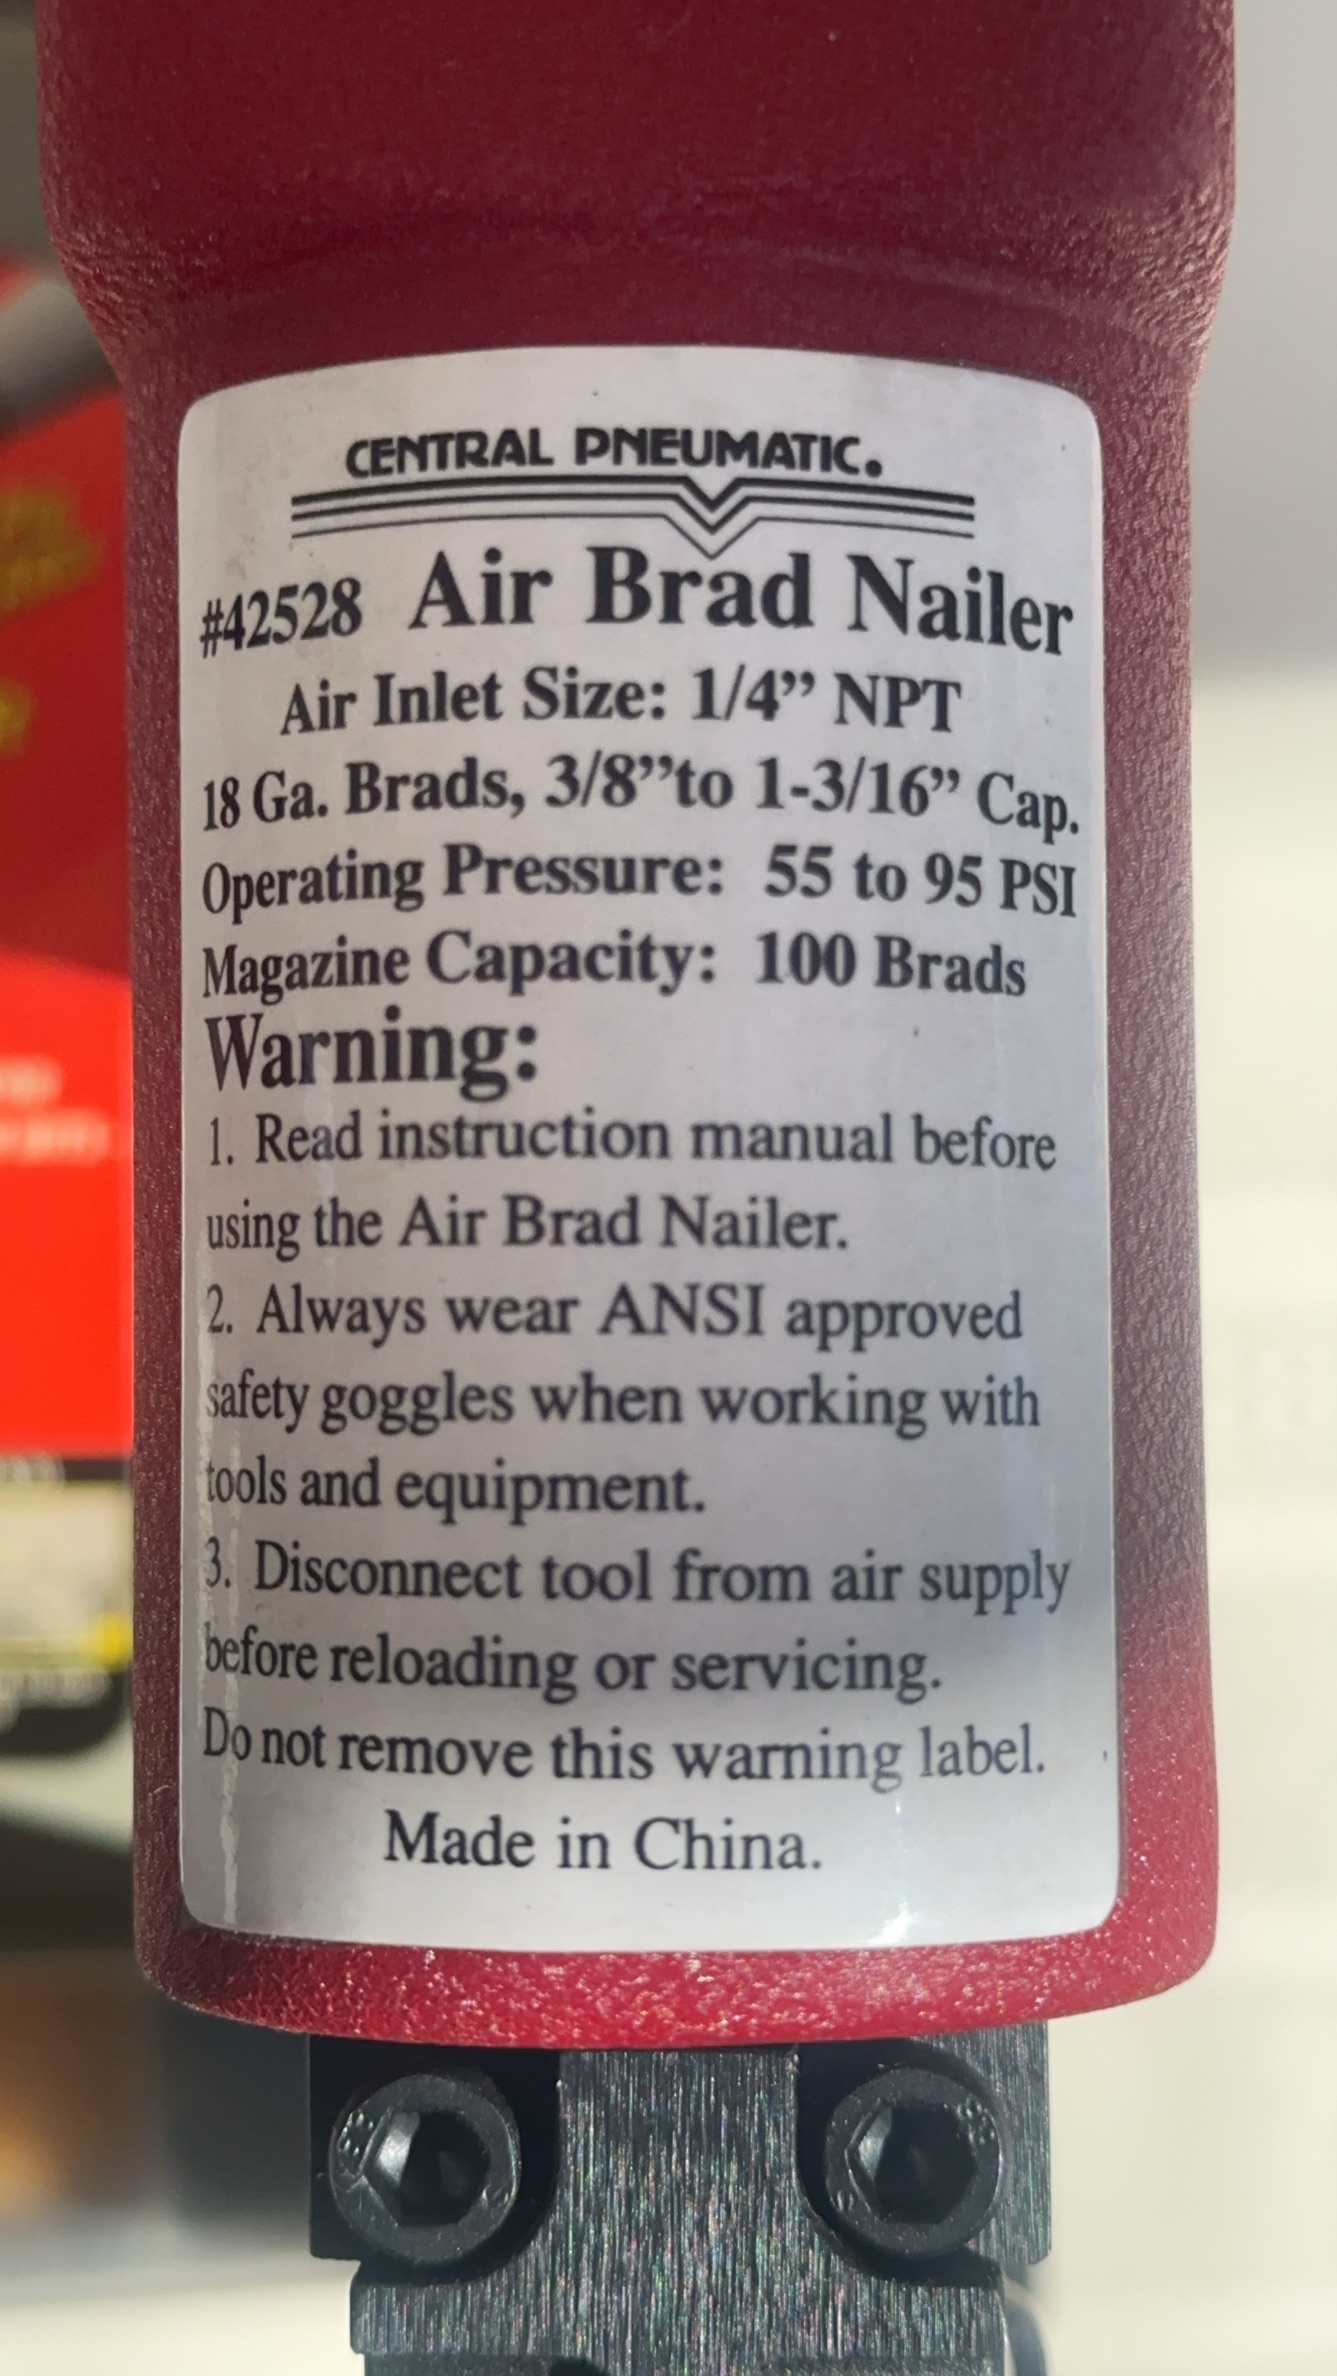 CENTRAL PNEUMATIC.
#42528 Air Brad Nailer
Air Inlet Size: 1/4” NPT
18 Ga. Brads, 3/8”to 1-3/16” Cap.
Operating Pressure: 55 to 95 PSI
Magazine Capacity: 100 Brads
Warning:
1. Read instruction manual before
using the Air Brad Nailer.
2. Always wear ANSI approved
safety goggles when working with
tools and equipment.
3. Disconnect tool from air supply
before reloading or servicing.
Do not remove this warning label.
Made in China.